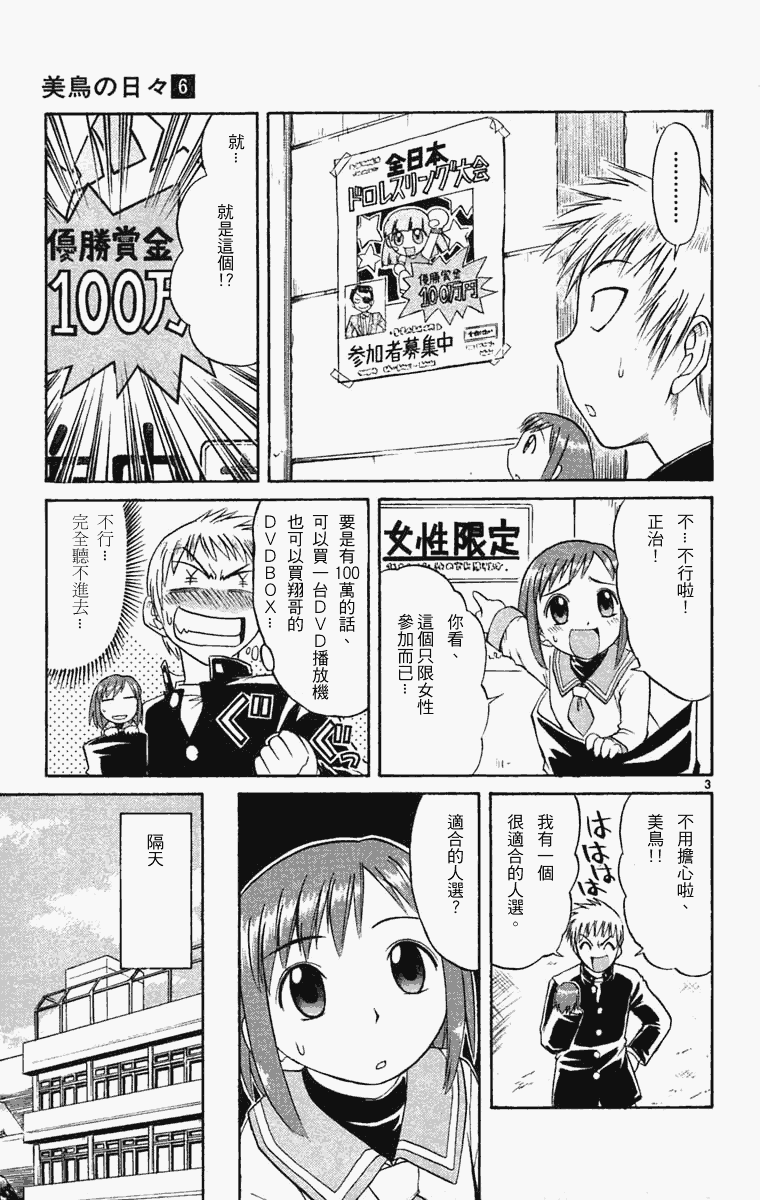 美鳥の日々 6
………
全日本
ドロレスリング大会
優勝賞金
100万円
参加者募集中
就…
就是這個!?
優勝賞金
100万
不…不行啦！
正治！
女性限定
你看、
這個只限女性
參加而已…
要是有100萬的話、
可以買一台DVD播放機
也可以買翔哥的
DVDBOX…
ぐぐ
不行…
完全聽不進去…
3
不用擔心啦、
美鳥!!
我有一個
很適合的人選。
はははは
適合的人選？
隔天